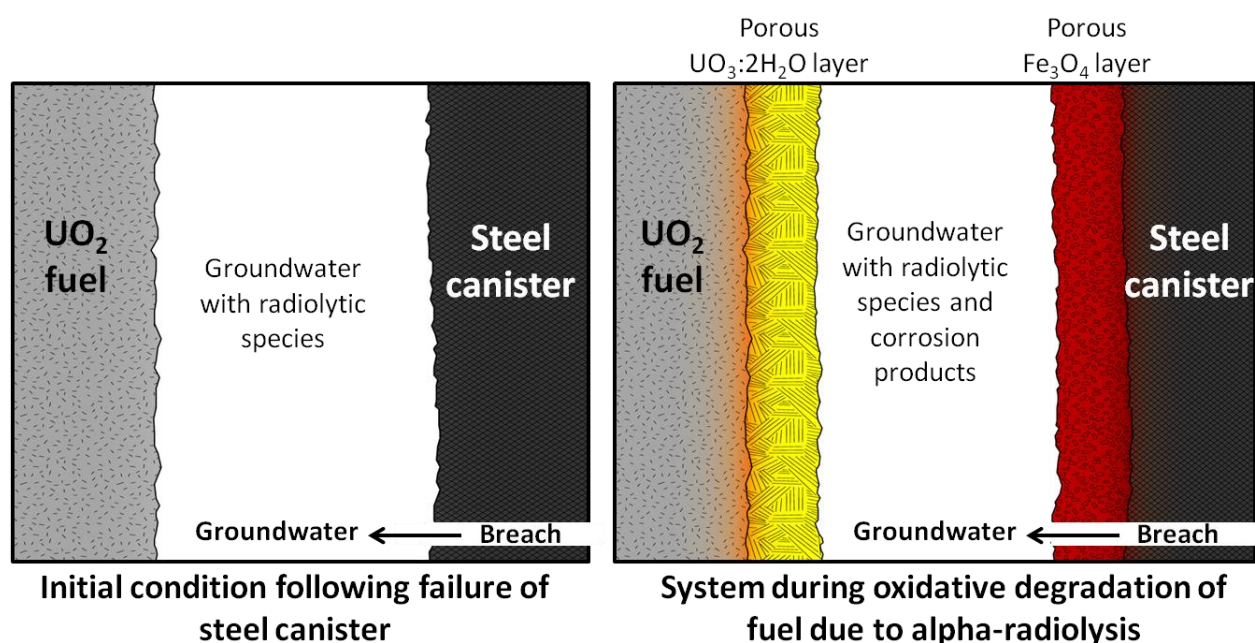 UO₂
fuel
Groundwater
with radiolytic
species
Steel
canister
Groundwater
Breach
Initial condition following failure of
steel canister
Porous
UO₃:2H₂O layer
Porous
Fe₃O₄ layer
UO₂
fuel
Groundwater
with radiolytic
species and
corrosion
products
Steel
canister
Groundwater
Breach
System during oxidative degradation of
fuel due to alpha-radiolysis